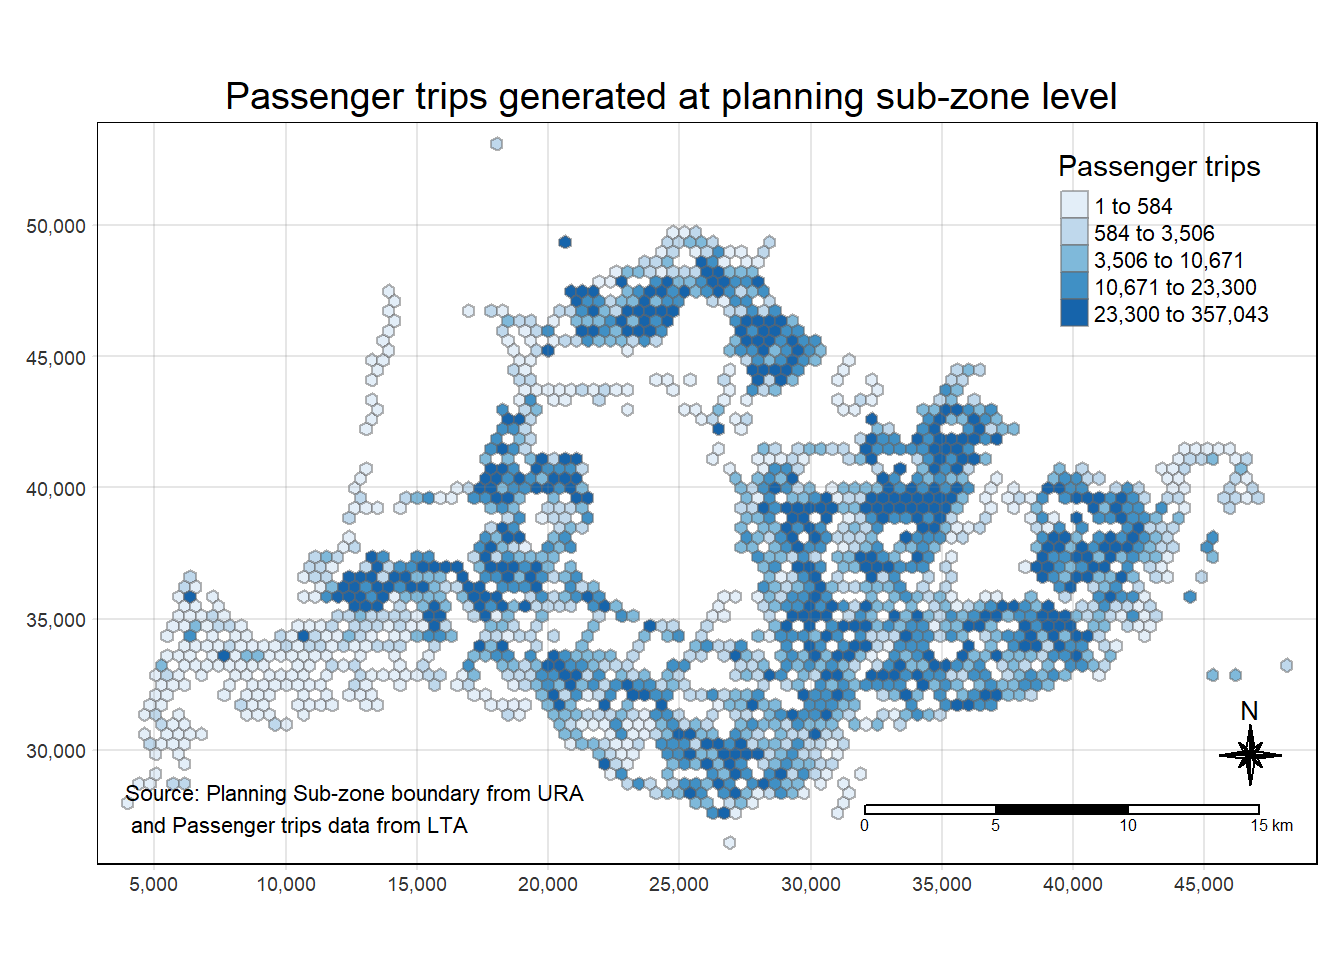 Passenger trips generated at planning sub-zone level
Passenger trips
1 to 584
584 to 3,506
3,506 to 10,671
10,671 to 23,300
23,300 to 357,043
50,000
45,000
40,000
35,000
30,000
N
Source: Planning Sub-zone boundary from URA
and Passenger trips data from LTA
0 5 10 15 km
5,000 10,000 15,000 20,000 25,000 30,000 35,000 40,000 45,000